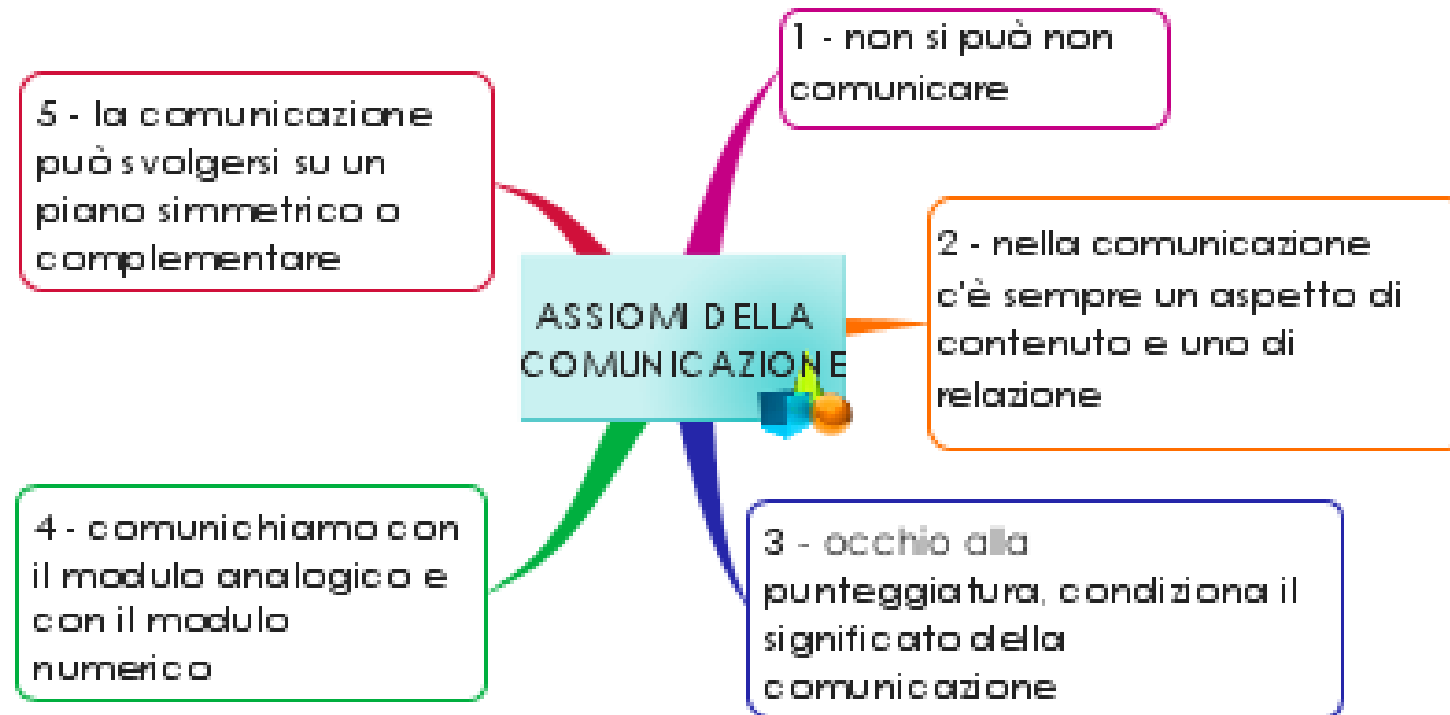 ASSIOMI DELLA
COMUNICAZIONE
1 - non si può non
comunicare
2 - nella comunicazione
c'è sempre un aspetto di
contenuto e uno di
relazione
3 - occhio alla
punteggiatura, condiziona il
significato della
comunicazione
4 - comunichiamo con
il modulo analogico e
con il modulo
numerico
5 - la comunicazione
può svolgersi su un
piano simmetrico o
complementare